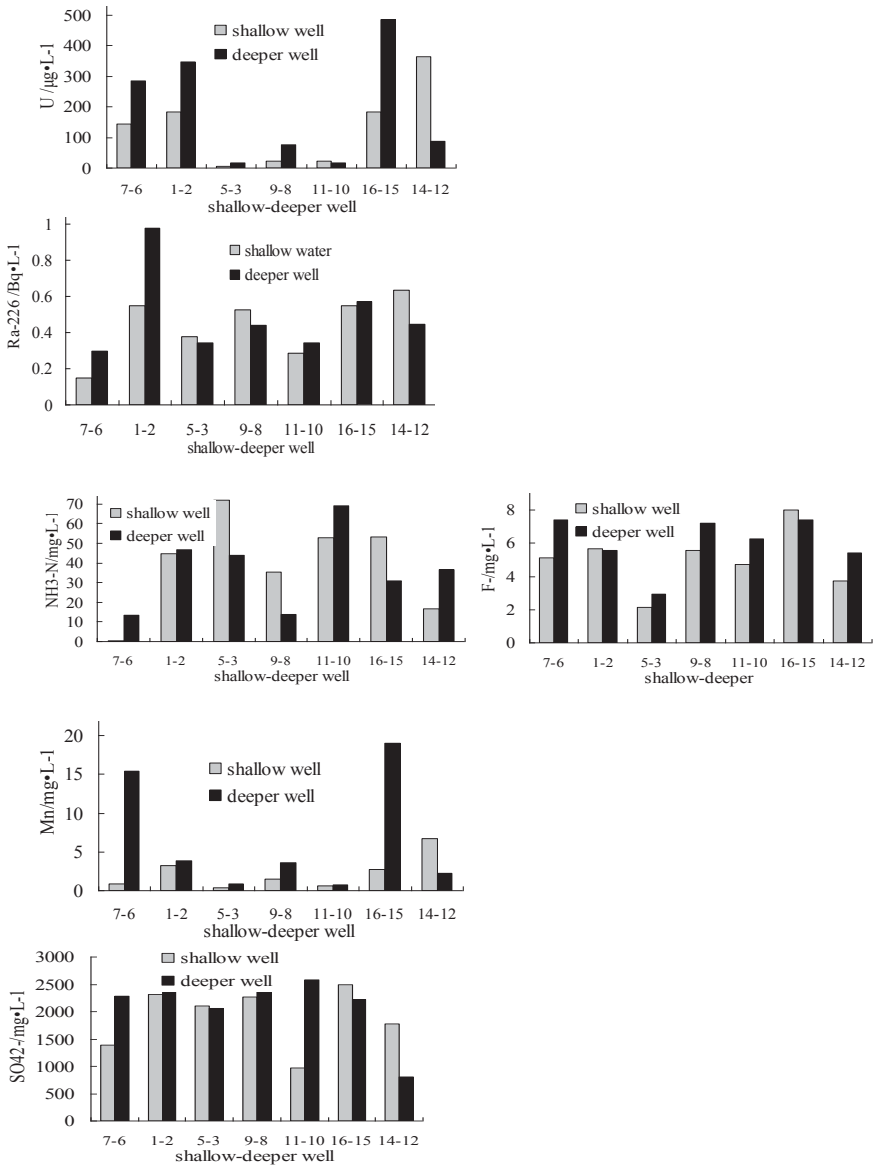 500
400
300
200
100
0
U /μg•L-1
shallow well
deeper well
7-6 1-2 5-3 9-8 11-10 16-15 14-12
shallow-deeper well
1
0.8
0.6
0.4
0.2
0
Ra-226 /Bq•L-1
shallow water
deeper well
7-6 1-2 5-3 9-8 11-10 16-15 14-12
shallow-deeper well
70
60
50
40
30
20
10
0
NH3-N/mg•L-1
shallow well
deeper well
7-6 1-2 5-3 9-8 11-10 16-15 14-12
shallow-deeper well
8
6
4
2
0
F-/mg•L-1
shallow well
deeper well
7-6 1-2 5-3 9-8 11-10 16-15 14-12
shallow-deeper
20
15
10
5
0
Mn/mg•L-1
shallow well
deeper well
7-6 1-2 5-3 9-8 11-10 16-15 14-12
shallow-deeper well
3000
2500
2000
1500
1000
500
0
SO42-/mg•L-1
shallow well
deeper well
7-6 1-2 5-3 9-8 11-10 16-15 14-12
shallow-deeper well